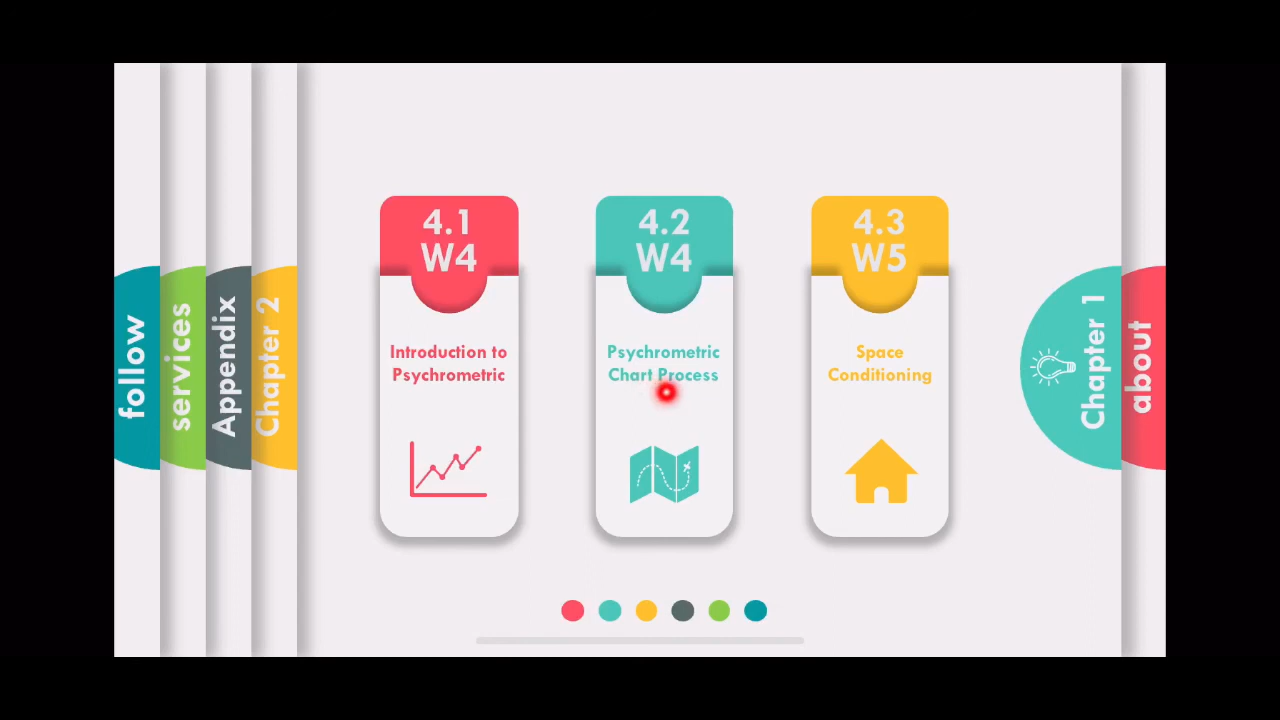 follow
services
Appendix
Chapter 2
4.1
W4
Introduction to
Psychrometric
4.2
W4
Psychrometric
Chart Process
4.3
W5
Space
Conditioning
Chapter 1
about